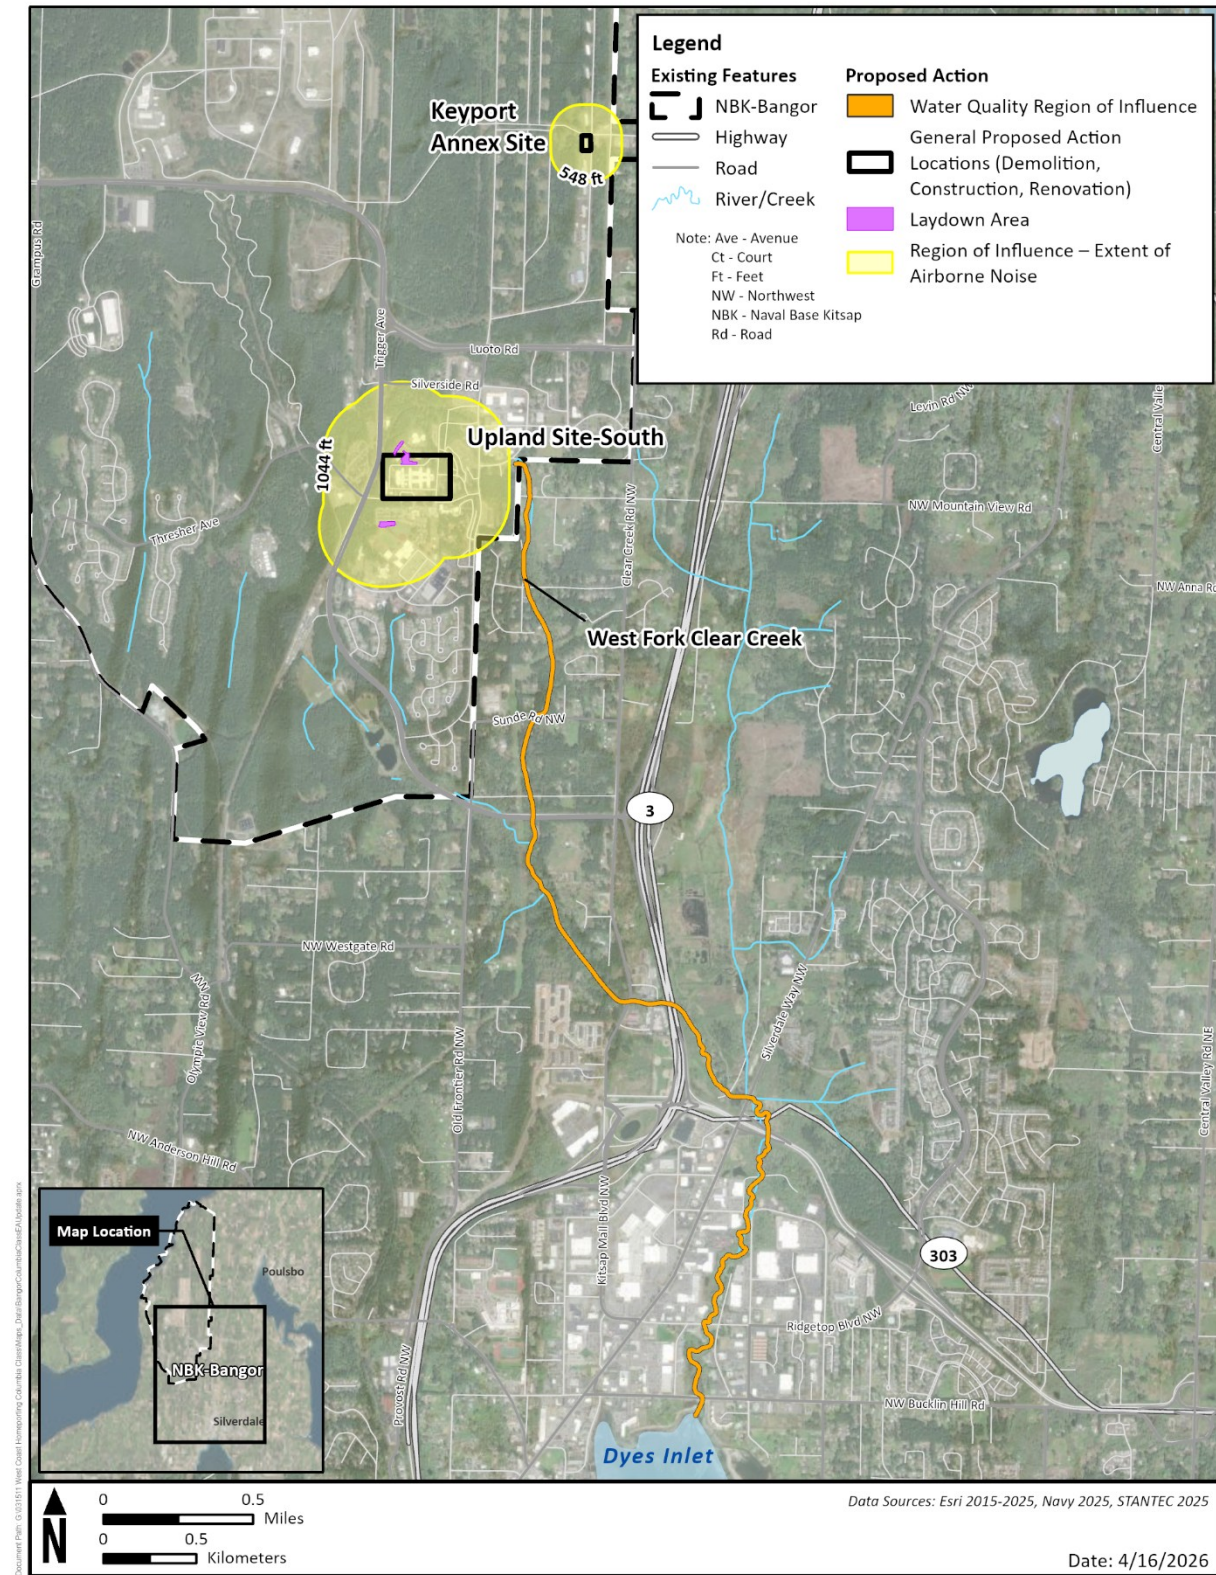 Legend
Existing Features
NBK-Bangor
Highway
Road
River/Creek
Note: Ave - Avenue
Ct - Court
Ft - Feet
NW - Northwest
NBK - Naval Base Kitsap
Rd - Road
Proposed Action
Water Quality Region of Influence
General Proposed Action
Locations (Demolition,
Construction, Renovation)
Laydown Area
Region of Influence – Extent of
Airborne Noise
Keyport
Annex Site
548 ft
Grampus Rd
Trigger Ave
Luoto Rd
Silverside Rd
Levin Rd NW
Central Valle
Upland Site-South
1044 ft
Thresher Ave
Clear Creek Rd NW
NW Mountain View Rd
NW Anna Rd
West Fork Clear Creek
Sunde Rd NW
3
NW Westgate Rd
Olympic View Rd NW
Old Frontier Rd NW
Silverdale Way NW
Central Valley Rd NE
NW Anderson Hill Rd
Kitsap Mall Blvd NW
303
Ridgetop Blvd NW
Provost Rd NW
NW Bucklin Hill Rd
Dyes Inlet
Map Location
Poulsbo
NBK-Bangor
Silverdale
N
0 0.5
Miles
0 0.5
Kilometers
Data Sources: Esri 2015-2025, Navy 2025, STANTEC 2025
Date: 4/16/2026